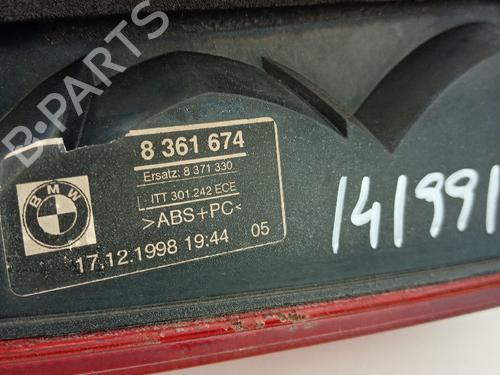 B-PARTS
BMW
8 361 674
Ersatz: 8 371 330
L ITT 301.242 ECE
>ABS+PC<
17.12.1998 19:44 05
141991